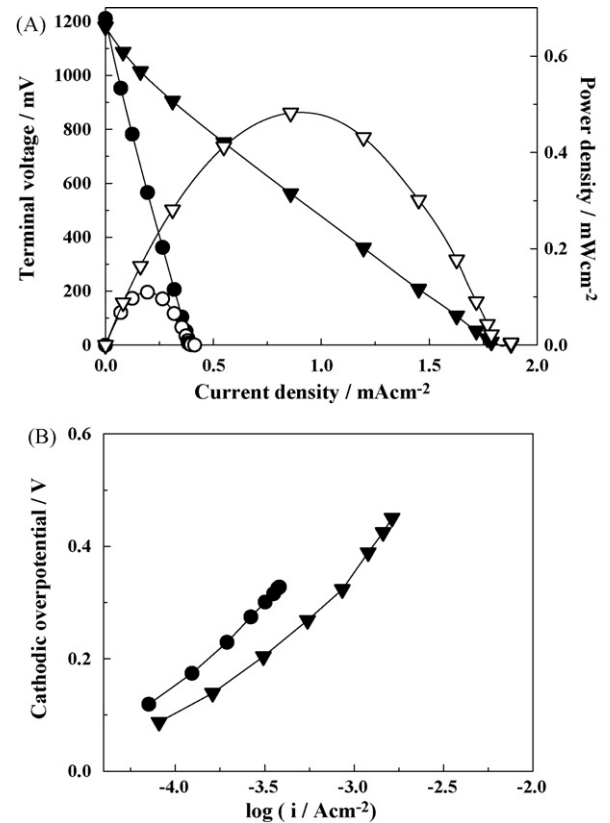 (A)
1200
1000
800
600
400
200
0
Terminal voltage / mV
0.6
0.4
0.2
0.0
Power density / mWcm-2
0.0 0.5 1.0 1.5 2.0
Current density / mAcm-2
(B)
0.6
0.4
0.2
0.0
Cathodic overpotential / V
-4.0 -3.5 -3.0 -2.5 -2.0
log ( i / Acm-2)